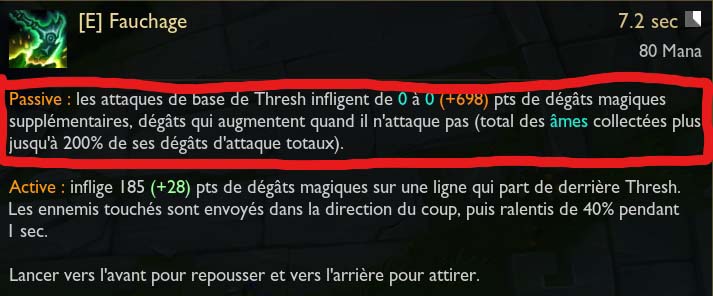 [E] Fauchage
7.2 sec
80 Mana
Passive : les attaques de base de Thresh infligent de 0 à 0 (+698) pts de dégâts magiques
supplémentaires, dégâts qui augmentent quand il n'attaque pas (total des âmes collectées plus
jusqu'à 200% de ses dégâts d'attaque totaux).
Active : inflige 185 (+28) pts de dégâts magiques sur une ligne qui part de derrière Thresh.
Les ennemis touchés sont envoyés dans la direction du coup, puis ralentis de 40% pendant
1 sec.
Lancer vers l'avant pour repousser et vers l'arrière pour attirer.